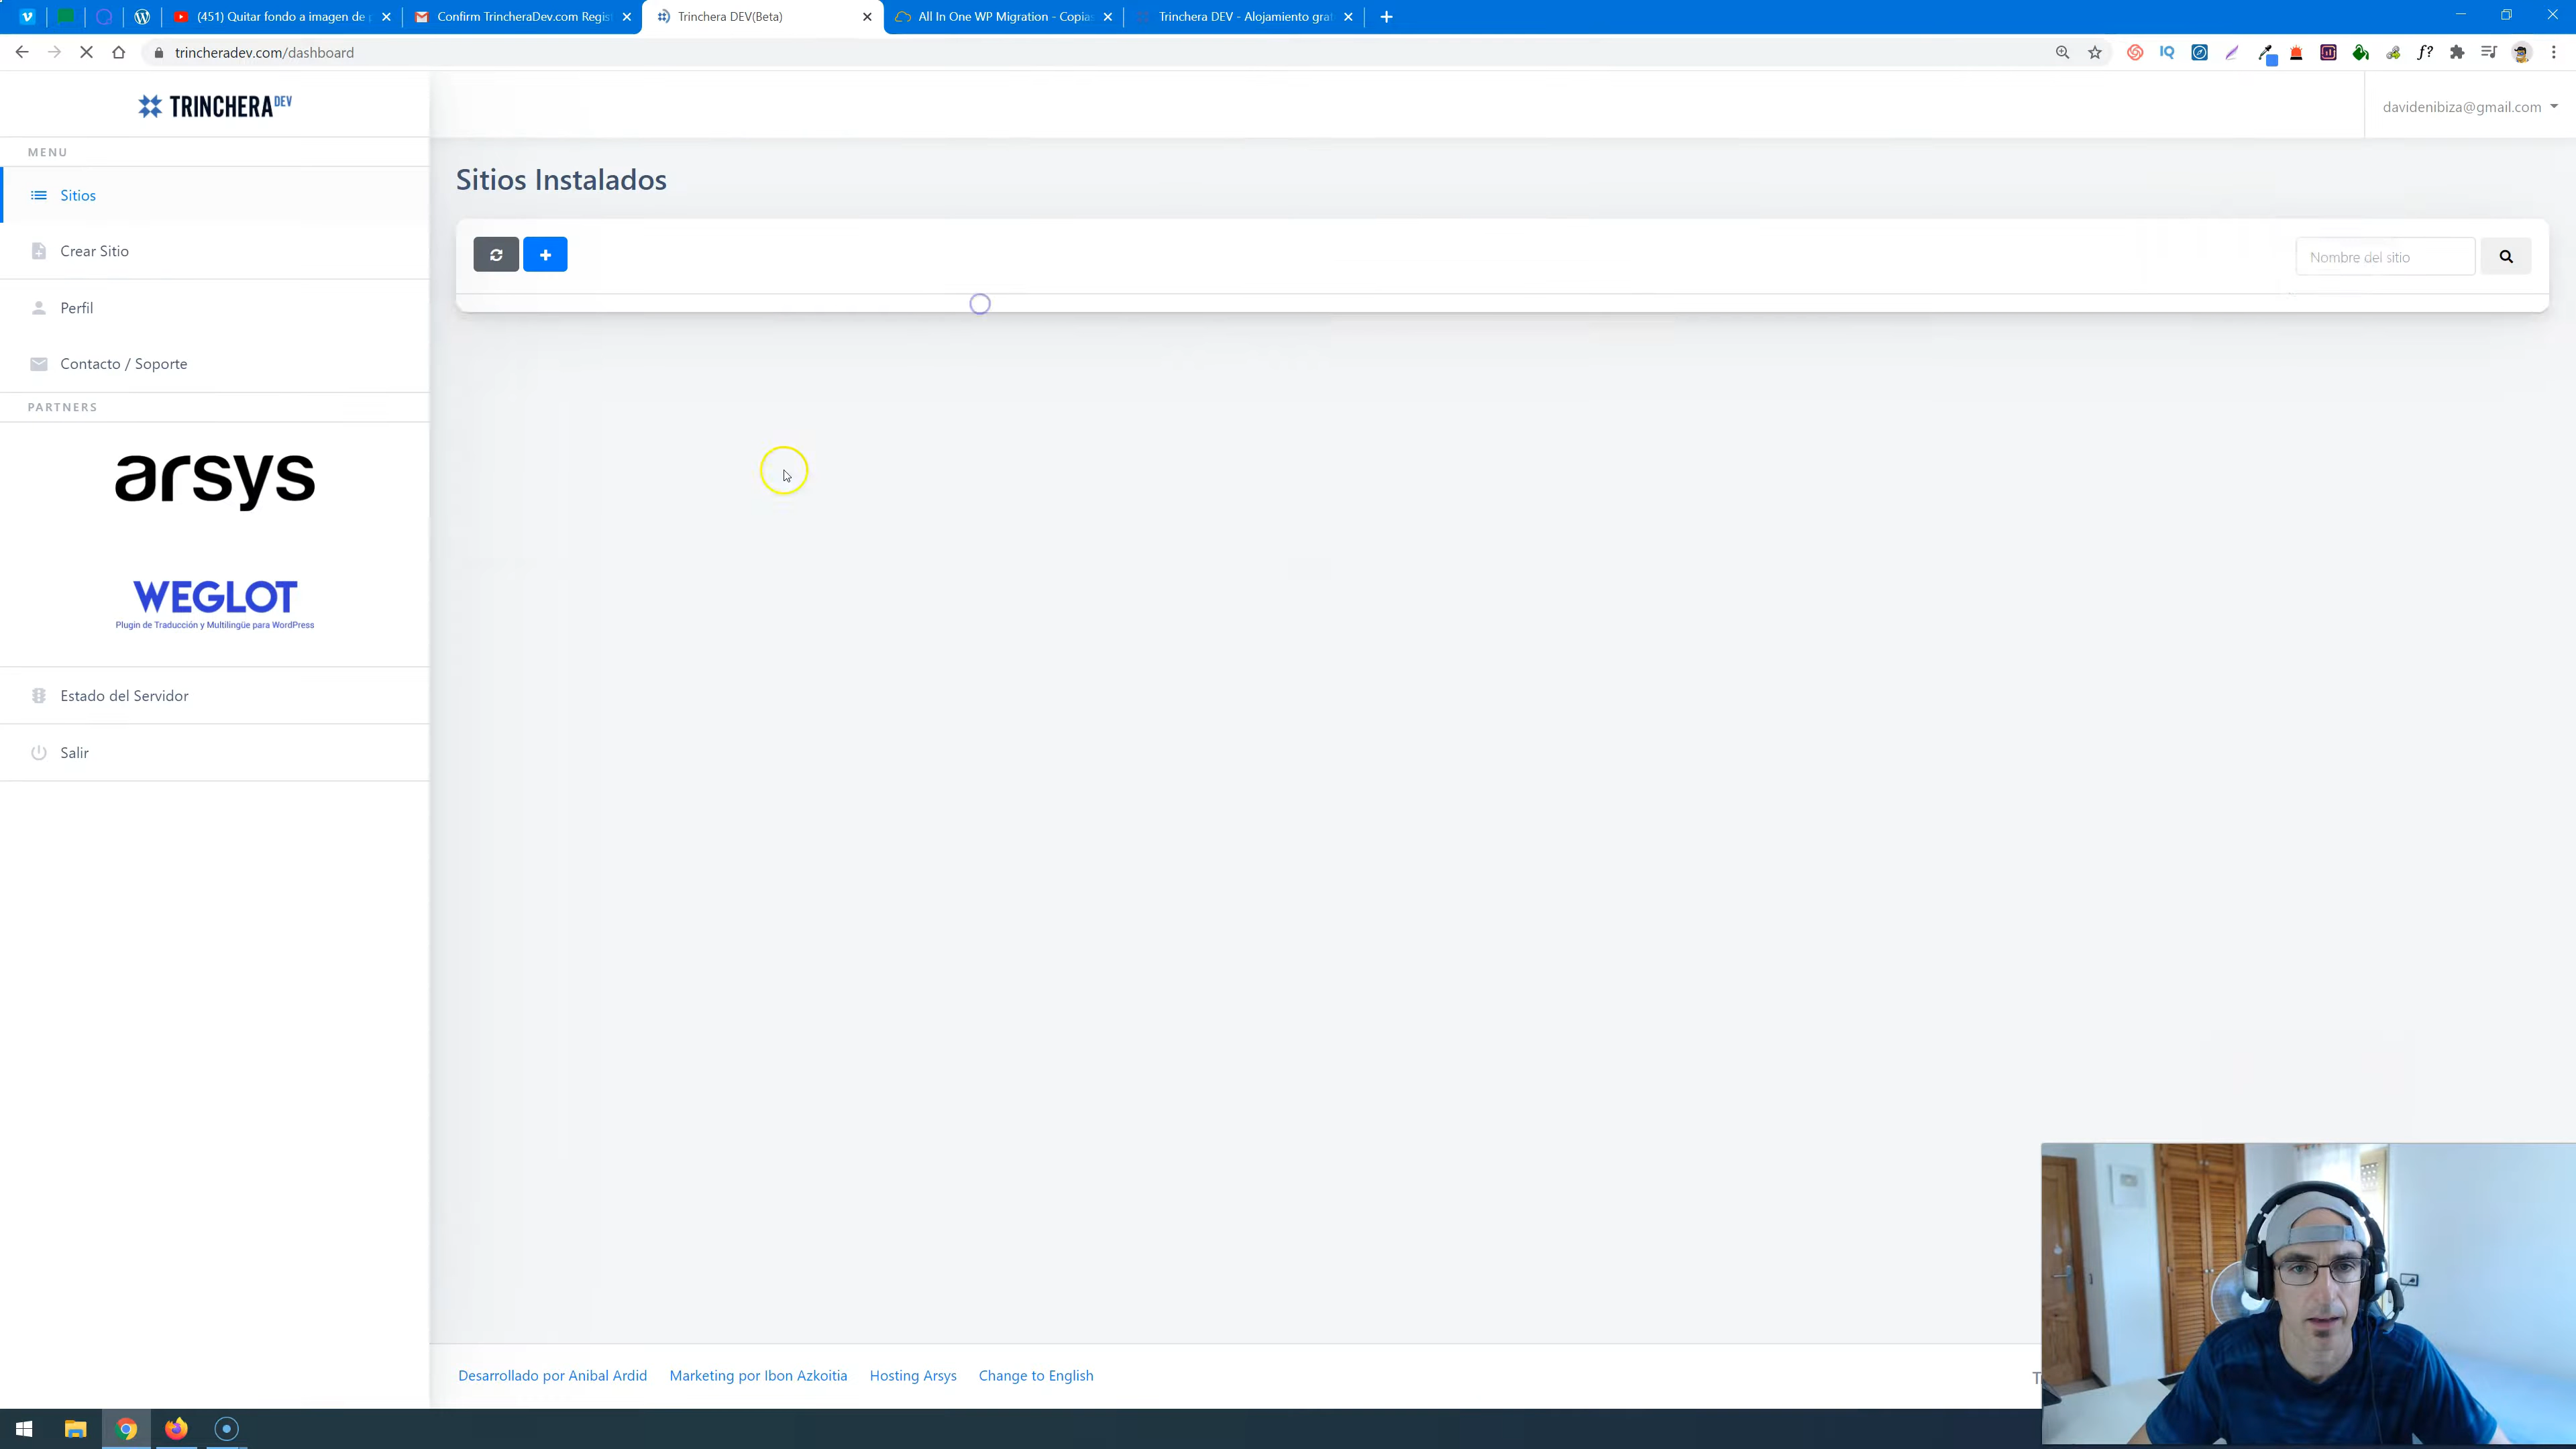 (451) Quitar fondo a imagen de
Confirm TrincheraDev.com Regis
Trinchera DEV(Beta)
All In One WP Migration - Copia
Trinchera DEV - Alojamiento grat
trincheradev.com/dashboard
IQ
f?
TRINCHERA DEV
davidenibiza@gmail.com
MENU
Sitios
Crear Sitio
Perfil
Contacto / Soporte
PARTNERS
arsys
WEGLOT
Plugin de Traducción y Multilingüe para WordPress
Estado del Servidor
Salir
Sitios Instalados
Nombre del sitio
Desarrollado por Anibal Ardid
Marketing por Ibon Azkoitia
Hosting Arsys
Change to English